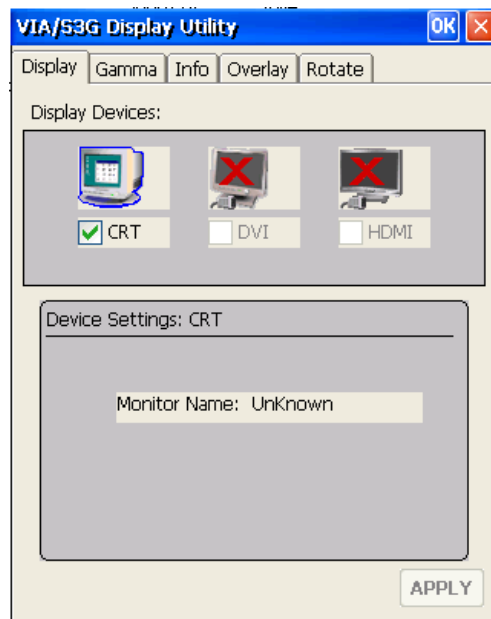 VIA/S3G Display Utility OK
Display Gamma Info Overlay Rotate
Display Devices:
CRT DVI HDMI
Device Settings: CRT
Monitor Name: UnKnown
APPLY